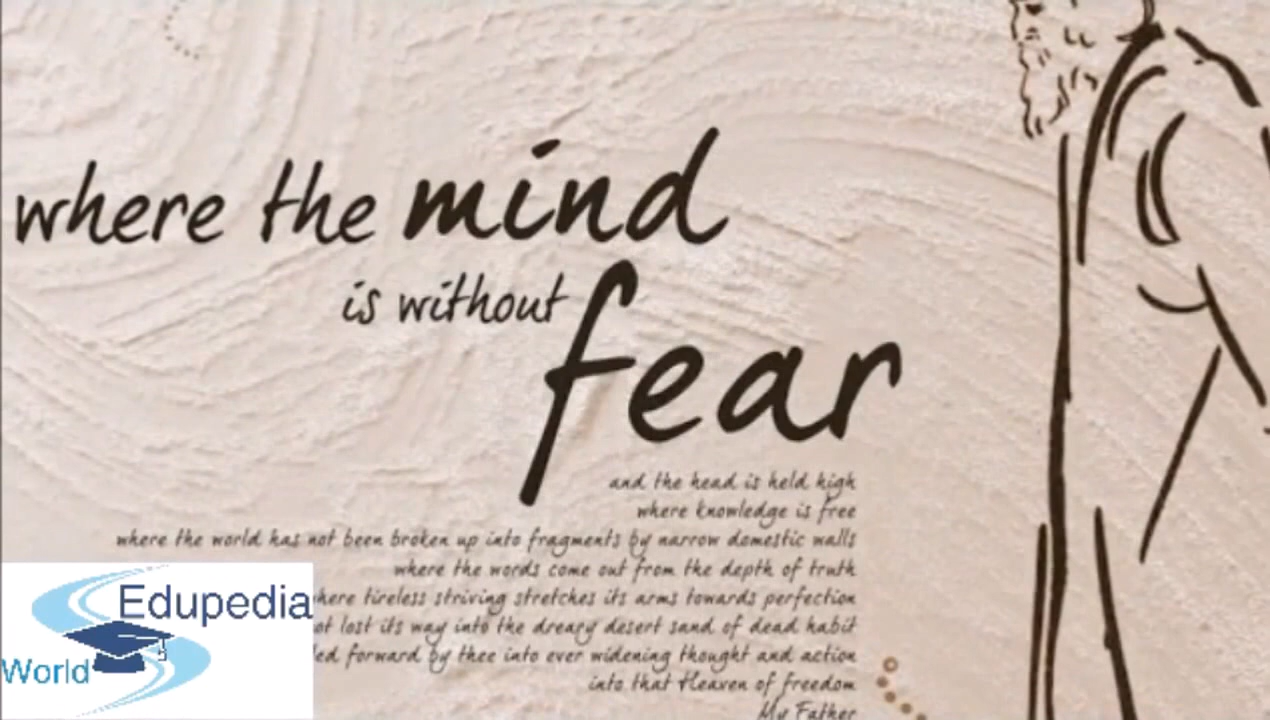 where the mind
is without
fear
and the head is held high
where knowledge is free
where the world has not been broken up into fragments by narrow domestic walls
where the words come out from the depth of truth
where tireless striving stretches its arms towards perfection
lost its way into the dreary desert sand of dead habit
forward by thee into ever widening thought and action
into that Heaven of freedom
My Father
Edupedia
World